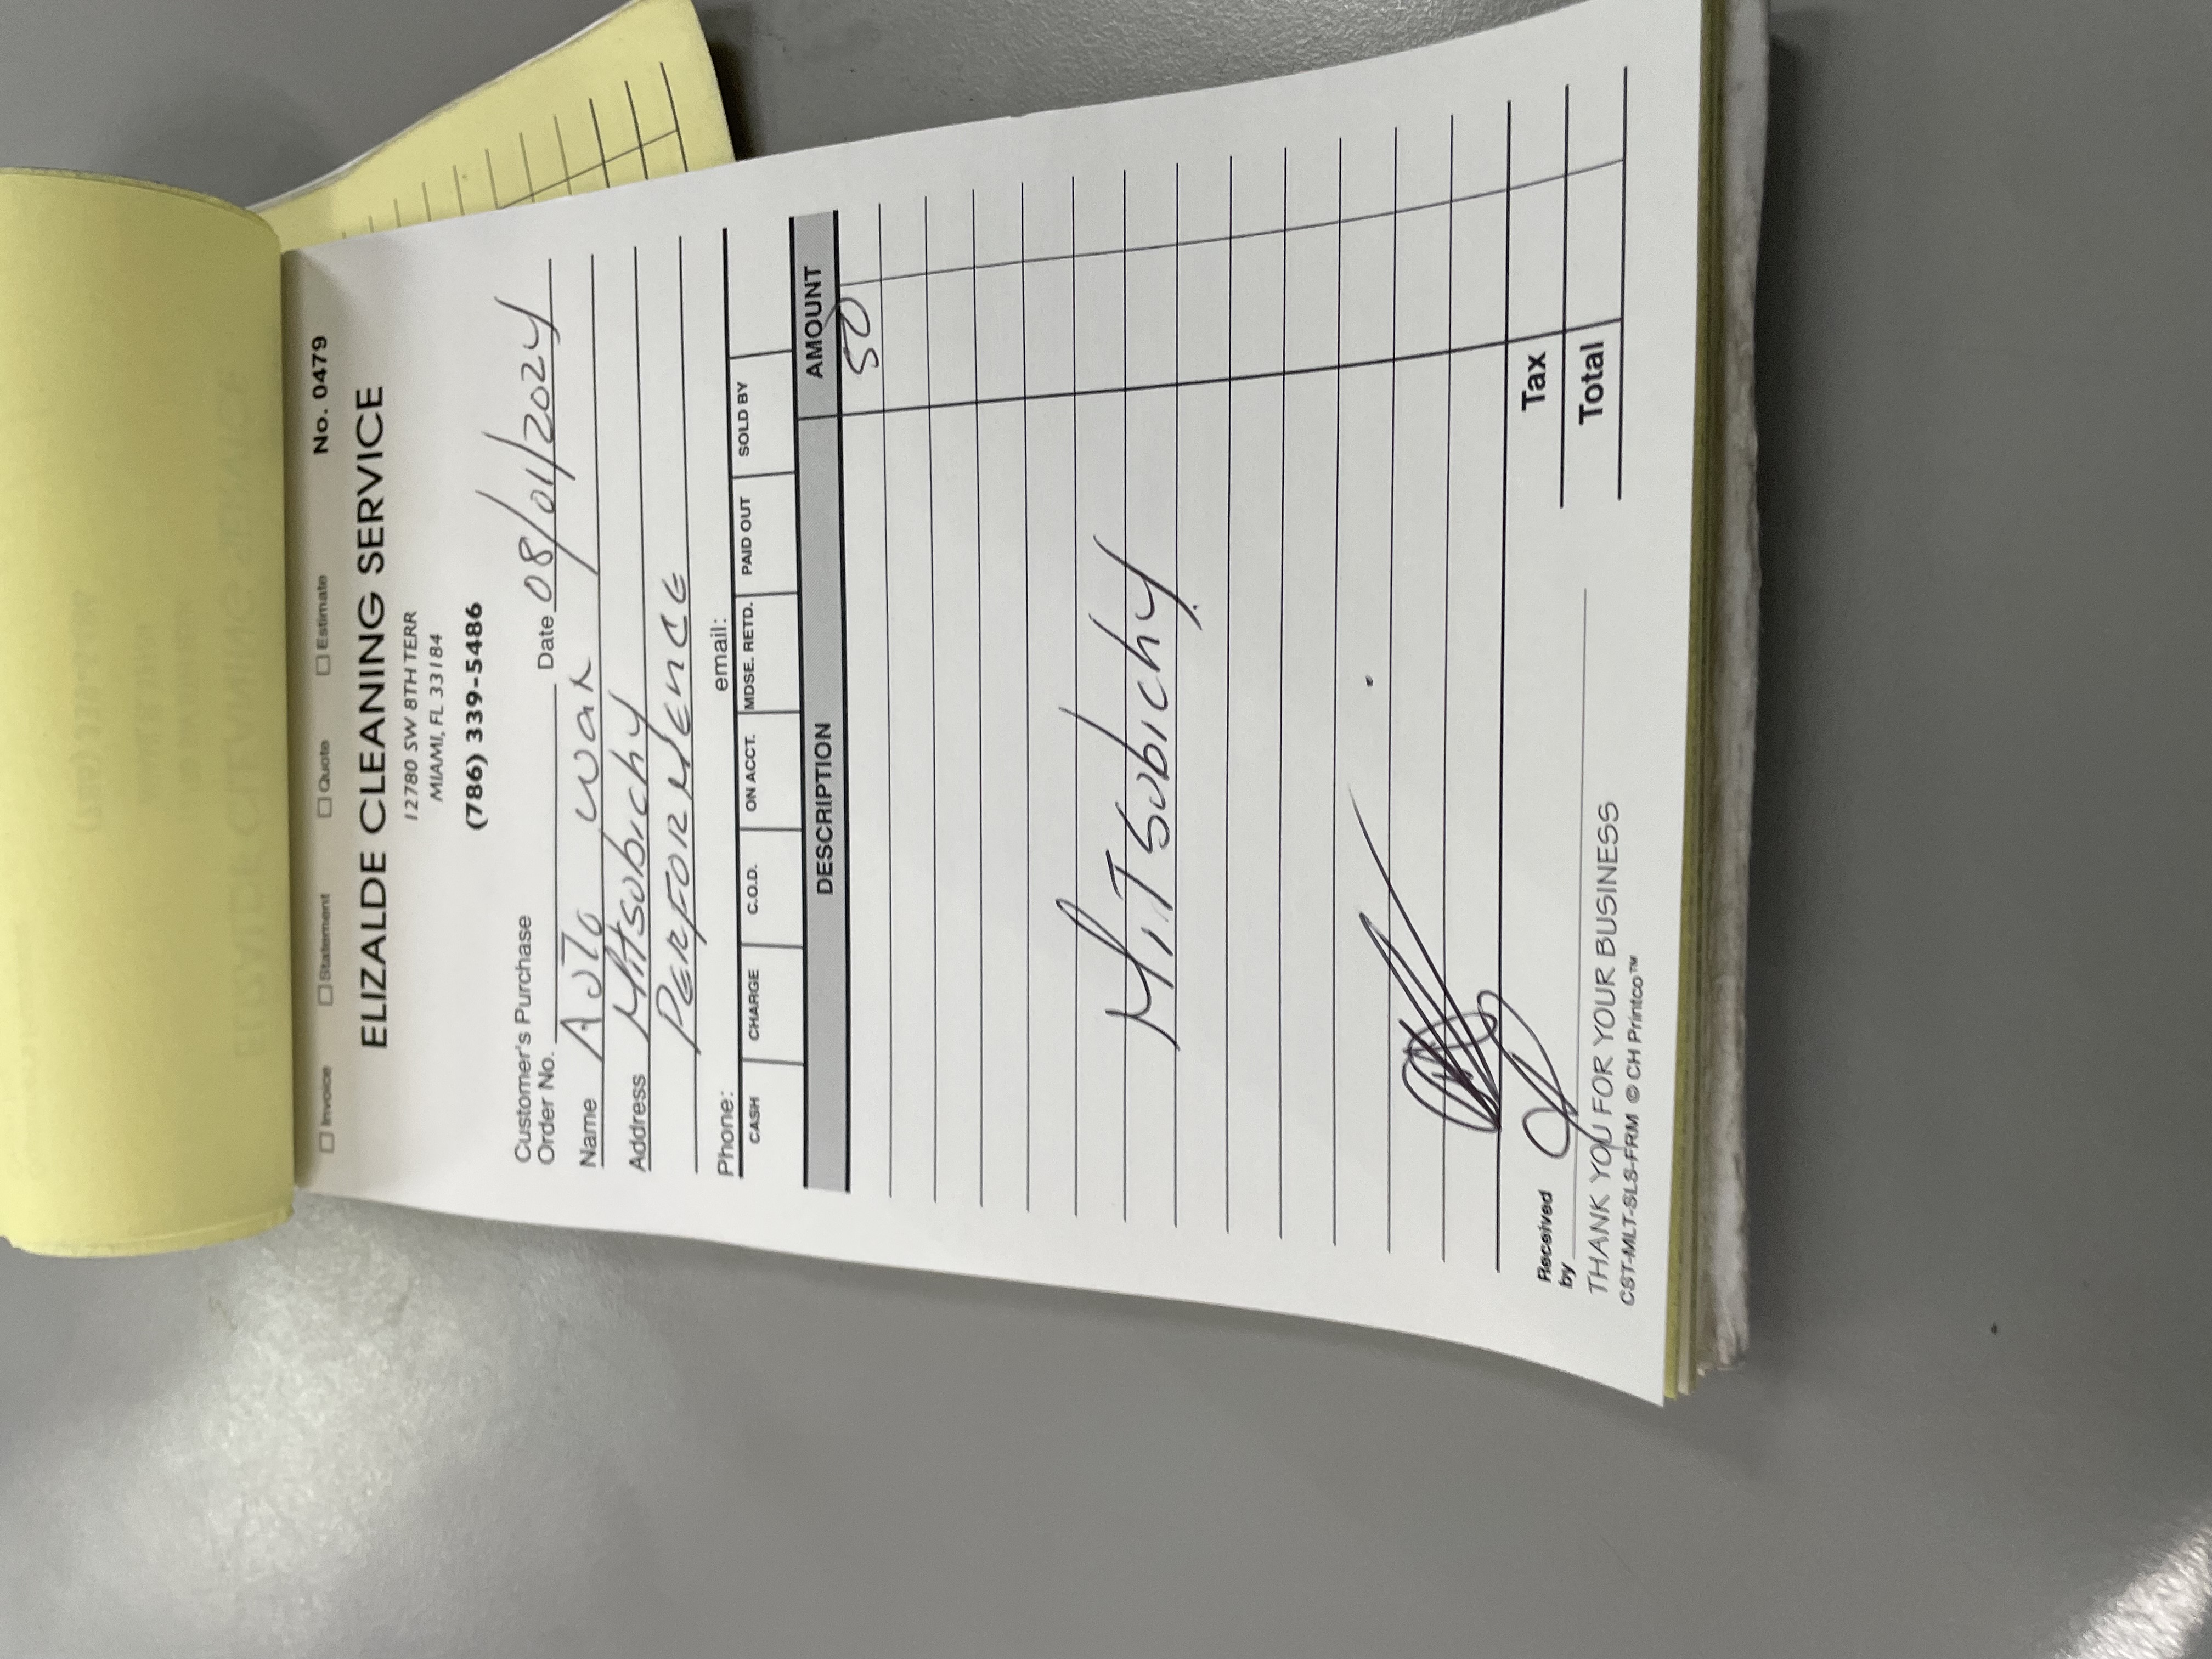 No. 0479
☐ Invoice ☐ Statement ☐ Quote ☐ Estimate
ELIZALDE CLEANING SERVICE
12780 SW 8TH TERR
MIAMI, FL 33184
(786) 339-5486
Customer's Purchase
Order No. Date 08/01/2024
Name Auto wax
Address Mitsubichy
PERFORMENCE
Phone: email:
CASH CHARGE C.O.D. ON ACCT. MDSE. RETD. PAID OUT SOLD BY
DESCRIPTION AMOUNT
50
MiTSubichy
Tax
Received
by
Total
THANK YOU FOR YOUR BUSINESS
CST-MLT-SLS-FRM © CH Printco™